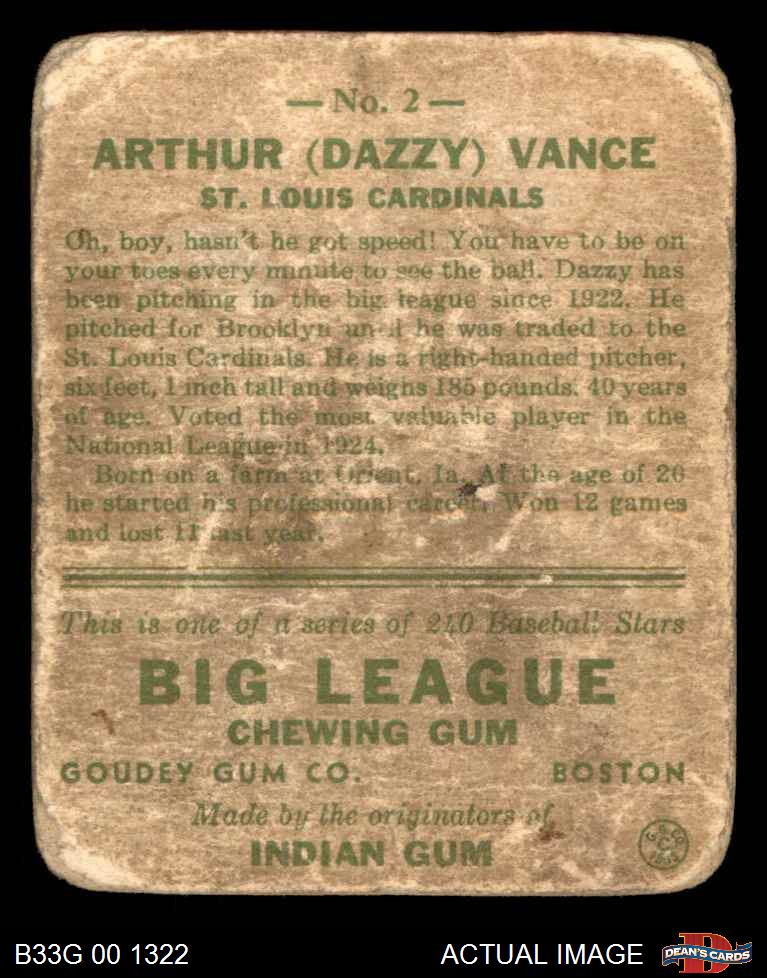 — No. 2 —
ARTHUR (DAZZY) VANCE
ST. LOUIS CARDINALS
Oh, boy, hasn't he got speed! You have to be on
your toes every minute to see the ball. Dazzy has
been pitching in the big league since 1922. He
pitched for Brooklyn until he was traded to the
St. Louis Cardinals. He is a right-handed pitcher,
six feet, 1 inch tall and weighs 185 pounds. 40 years
of age. Voted the most valuable player in the
National League in 1924.
Born on a farm at Orient, Ia. At the age of 20
he started his professional career. Won 12 games
and lost 11 last year.
This is one of a series of 240 Baseball Stars
BIG LEAGUE
CHEWING GUM
GOUDEY GUM CO. BOSTON
Made by the originators of
INDIAN GUM
B33G 00 1322 ACTUAL IMAGE DEAN'S CARDS